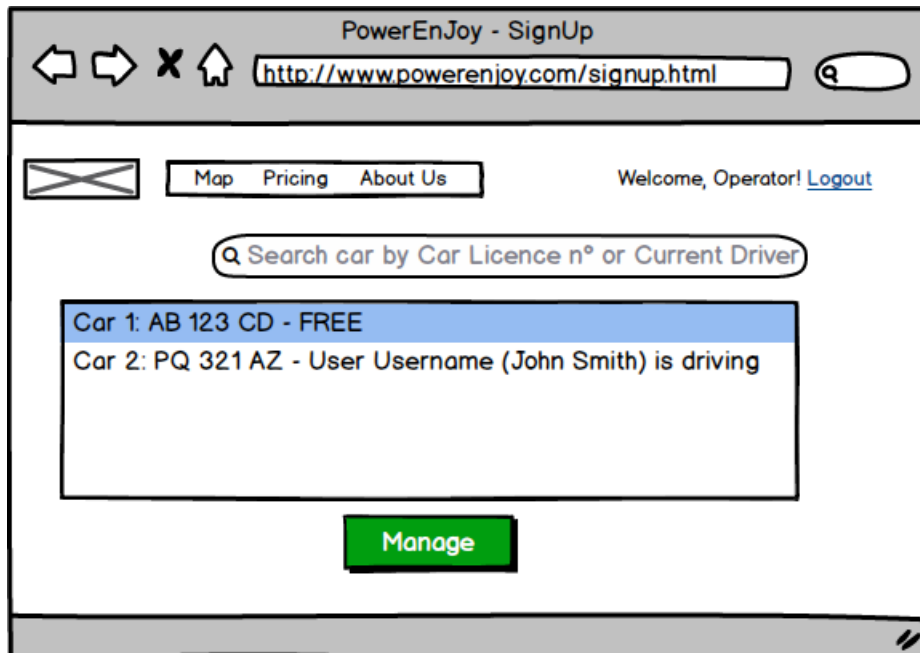 PowerEnJoy - SignUp
http://www.powerenjoy.com/signup.html
Map Pricing About Us
Welcome, Operator! Logout
Search car by Car Licence n° or Current Driver
Car 1: AB 123 CD - FREE
Car 2: PQ 321 AZ - User Username (John Smith) is driving
Manage